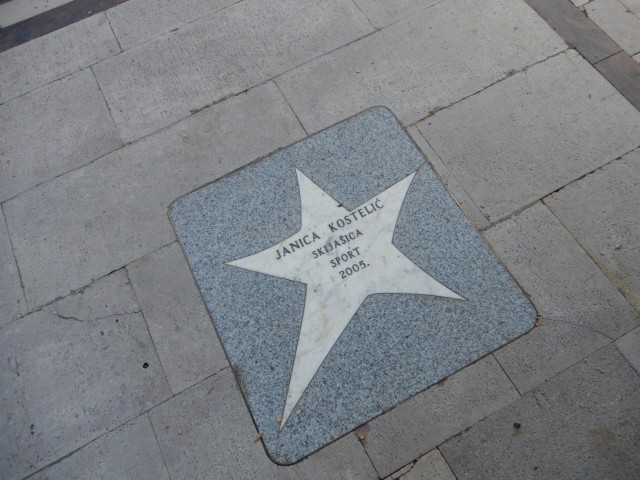 JANICA KOSTELIĆ
SKIJAŠICA
SPORT
2005.